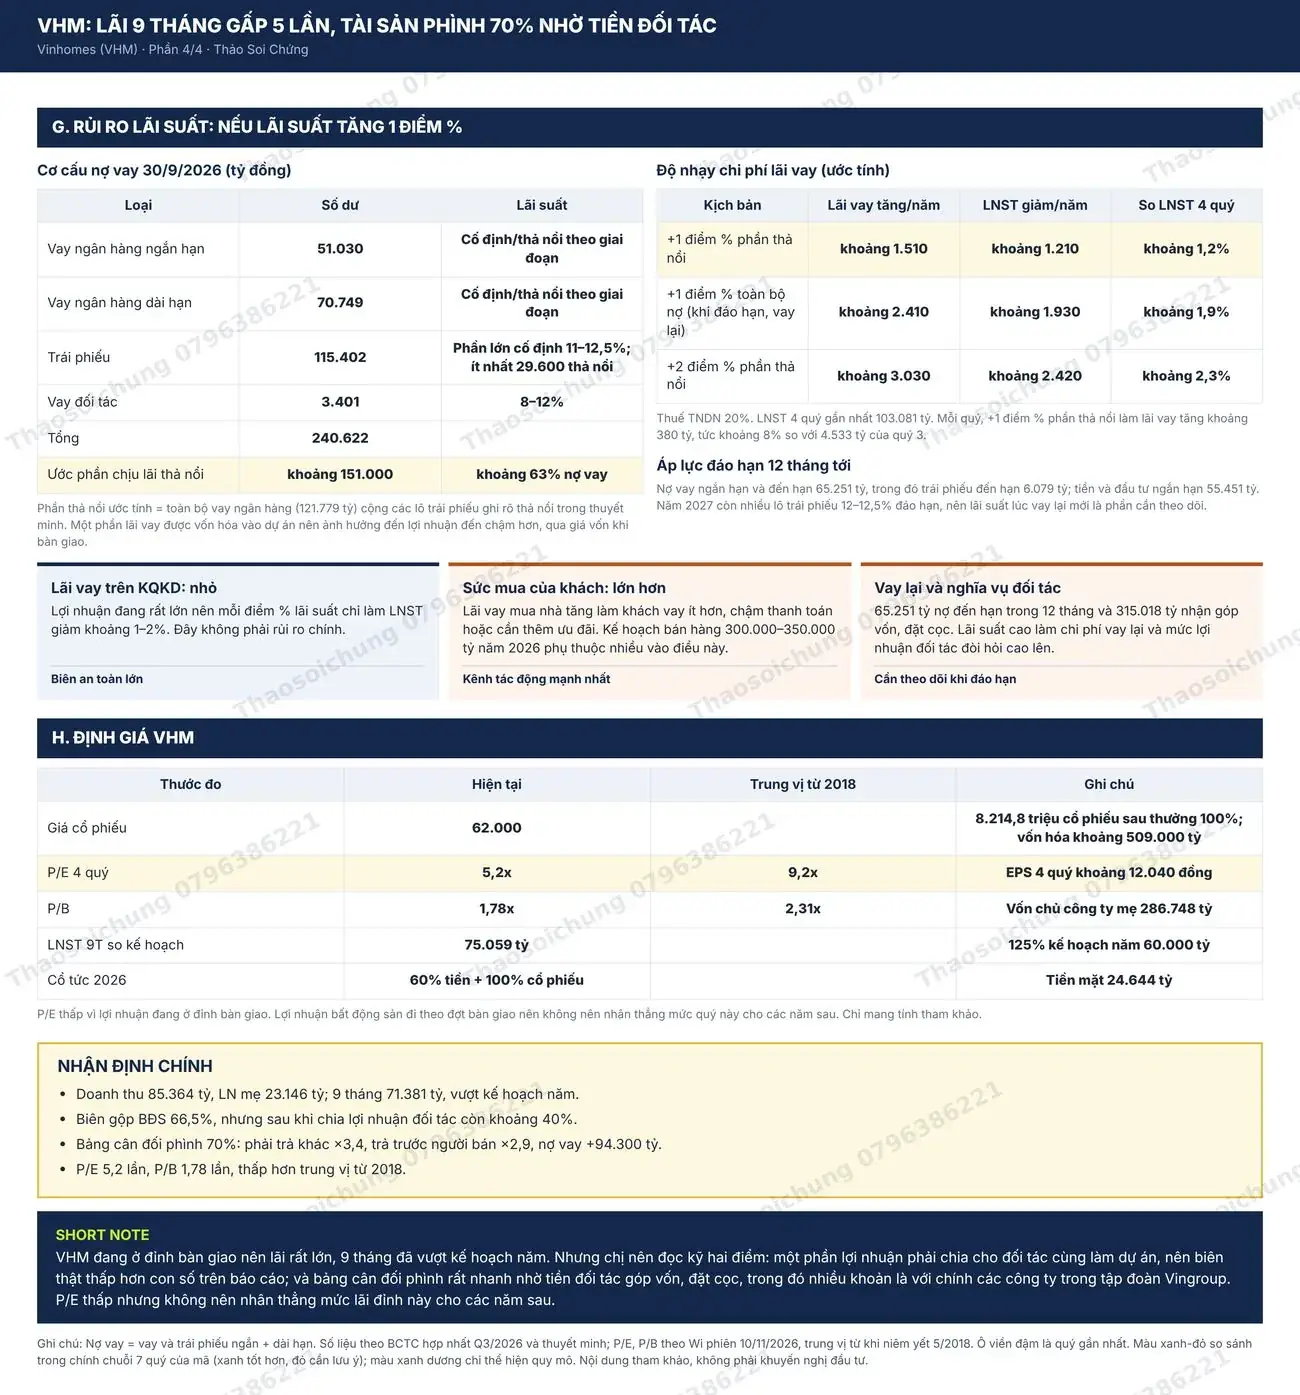 VHM: LÃI 9 THÁNG GẤP 5 LẦN, TÀI SẢN PHÌNH 70% NHỜ TIỀN ĐỐI TÁC
Vinhomes (VHM) · Phần 4/4 · Thảo Soi Chứng
G. RỦI RO LÃI SUẤT: NẾU LÃI SUẤT TĂNG 1 ĐIỂM %
Cơ cấu nợ vay 30/9/2026 (tỷ đồng)
Loại Số dư Lãi suất
Vay ngân hàng ngắn hạn 51.030 Cố định/thả nổi theo giai
đoạn
Vay ngân hàng dài hạn 70.749 Cố định/thả nổi theo giai
đoạn
Trái phiếu 115.402 Phần lớn cố định 11–12,5%;
ít nhất 29.600 thả nổi
Vay đối tác 3.401 8–12%
Tổng 240.622
Ước phần chịu lãi thả nổi khoảng 151.000 khoảng 63% nợ vay
Phần thả nổi ước tính = toàn bộ vay ngân hàng (121.779 tỷ) cộng các lô trái phiếu ghi rõ thả nổi trong thuyết
minh. Một phần lãi vay được vốn hóa vào dự án nên ảnh hưởng đến lợi nhuận đến chậm hơn, qua giá vốn khi
bàn giao.
Độ nhạy chi phí lãi vay (ước tính)
Kịch bản Lãi vay tăng/năm LNST giảm/năm So LNST 4 quý
+1 điểm % phần thả
nổi khoảng 1.510 khoảng 1.210 khoảng 1,2%
+1 điểm % toàn bộ
nợ (khi đáo hạn, vay
lại) khoảng 2.410 khoảng 1.930 khoảng 1,9%
+2 điểm % phần thả
nổi khoảng 3.030 khoảng 2.420 khoảng 2,3%
Thuế TNDN 20%. LNST 4 quý gần nhất 103.081 tỷ. Mỗi quý, +1 điểm % phần thả nổi làm lãi vay tăng khoảng
380 tỷ, tức khoảng 8% so với 4.533 tỷ của quý 3.
Áp lực đáo hạn 12 tháng tới
Nợ vay ngắn hạn và đến hạn 65.251 tỷ, trong đó trái phiếu đến hạn 6.079 tỷ; tiền và đầu tư ngắn hạn 55.451 tỷ.
Năm 2027 còn nhiều lô trái phiếu 12–12,5% đáo hạn, nên lãi suất lúc vay lại mới là phần cần theo dõi.
Lãi vay trên KQKD: nhỏ
Lợi nhuận đang rất lớn nên mỗi điểm % lãi suất chỉ làm LNST
giảm khoảng 1–2%. Đây không phải rủi ro chính.
Biên an toàn lớn
Sức mua của khách: lớn hơn
Lãi vay mua nhà tăng làm khách vay ít hơn, chậm thanh toán
hoặc cần thêm ưu đãi. Kế hoạch bán hàng 300.000–350.000
tỷ năm 2026 phụ thuộc nhiều vào điều này.
Kênh tác động mạnh nhất
Vay lại và nghĩa vụ đối tác
65.251 tỷ nợ đến hạn trong 12 tháng và 315.018 tỷ nhận góp
vốn, đặt cọc. Lãi suất cao làm chi phí vay lại và mức lợi
nhuận đối tác đòi hỏi cao lên.
Cần theo dõi khi đáo hạn
H. ĐỊNH GIÁ VHM
Thước đo Hiện tại Trung vị từ 2018 Ghi chú
Giá cổ phiếu 62.000 8.214,8 triệu cổ phiếu sau thưởng 100%;
vốn hóa khoảng 509.000 tỷ
P/E 4 quý 5,2x 9,2x EPS 4 quý khoảng 12.040 đồng
P/B 1,78x 2,31x Vốn chủ công ty mẹ 286.748 tỷ
LNST 9T so kế hoạch 75.059 tỷ 125% kế hoạch năm 60.000 tỷ
Cổ tức 2026 60% tiền + 100% cổ phiếu Tiền mặt 24.644 tỷ
P/E thấp vì lợi nhuận đang ở đỉnh bàn giao. Lợi nhuận bất động sản đi theo đợt bàn giao nên không nên nhân thẳng mức quý này cho các năm sau. Chỉ mang tính tham khảo.
NHẬN ĐỊNH CHÍNH
• Doanh thu 85.364 tỷ, LN mẹ 23.146 tỷ; 9 tháng 71.381 tỷ, vượt kế hoạch năm.
• Biên gộp BĐS 66,5%, nhưng sau khi chia lợi nhuận đối tác còn khoảng 40%.
• Bảng cân đối phình 70%: phải trả khác ×3,4, trả trước người bán ×2,9, nợ vay +94.300 tỷ.
• P/E 5,2 lần, P/B 1,78 lần, thấp hơn trung vị từ 2018.
SHORT NOTE
VHM đang ở đỉnh bàn giao nên lãi rất lớn, 9 tháng đã vượt kế hoạch năm. Nhưng chị nên đọc kỹ hai điểm: một phần lợi nhuận phải chia cho đối tác cùng làm dự án, nên biên
thật thấp hơn con số trên báo cáo; và bảng cân đối phình rất nhanh nhờ tiền đối tác góp vốn, đặt cọc, trong đó nhiều khoản là với chính các công ty trong tập đoàn Vingroup.
P/E thấp nhưng không nên nhân thẳng mức lãi đỉnh này cho các năm sau.
Ghi chú: Nợ vay = vay và trái phiếu ngắn + dài hạn. Số liệu theo BCTC hợp nhất Q3/2026 và thuyết minh; P/E, P/B theo Wi phiên 10/11/2026, trung vị từ khi niêm yết 5/2018. Ô viền đậm là quý gần nhất. Màu xanh-đỏ so sánh
trong chính chuỗi 7 quý của mã (xanh tốt hơn, đỏ cần lưu ý); màu xanh dương chỉ thể hiện quy mô. Nội dung tham khảo, không phải khuyến nghị đầu tư.
Thaosoichung 0796386221